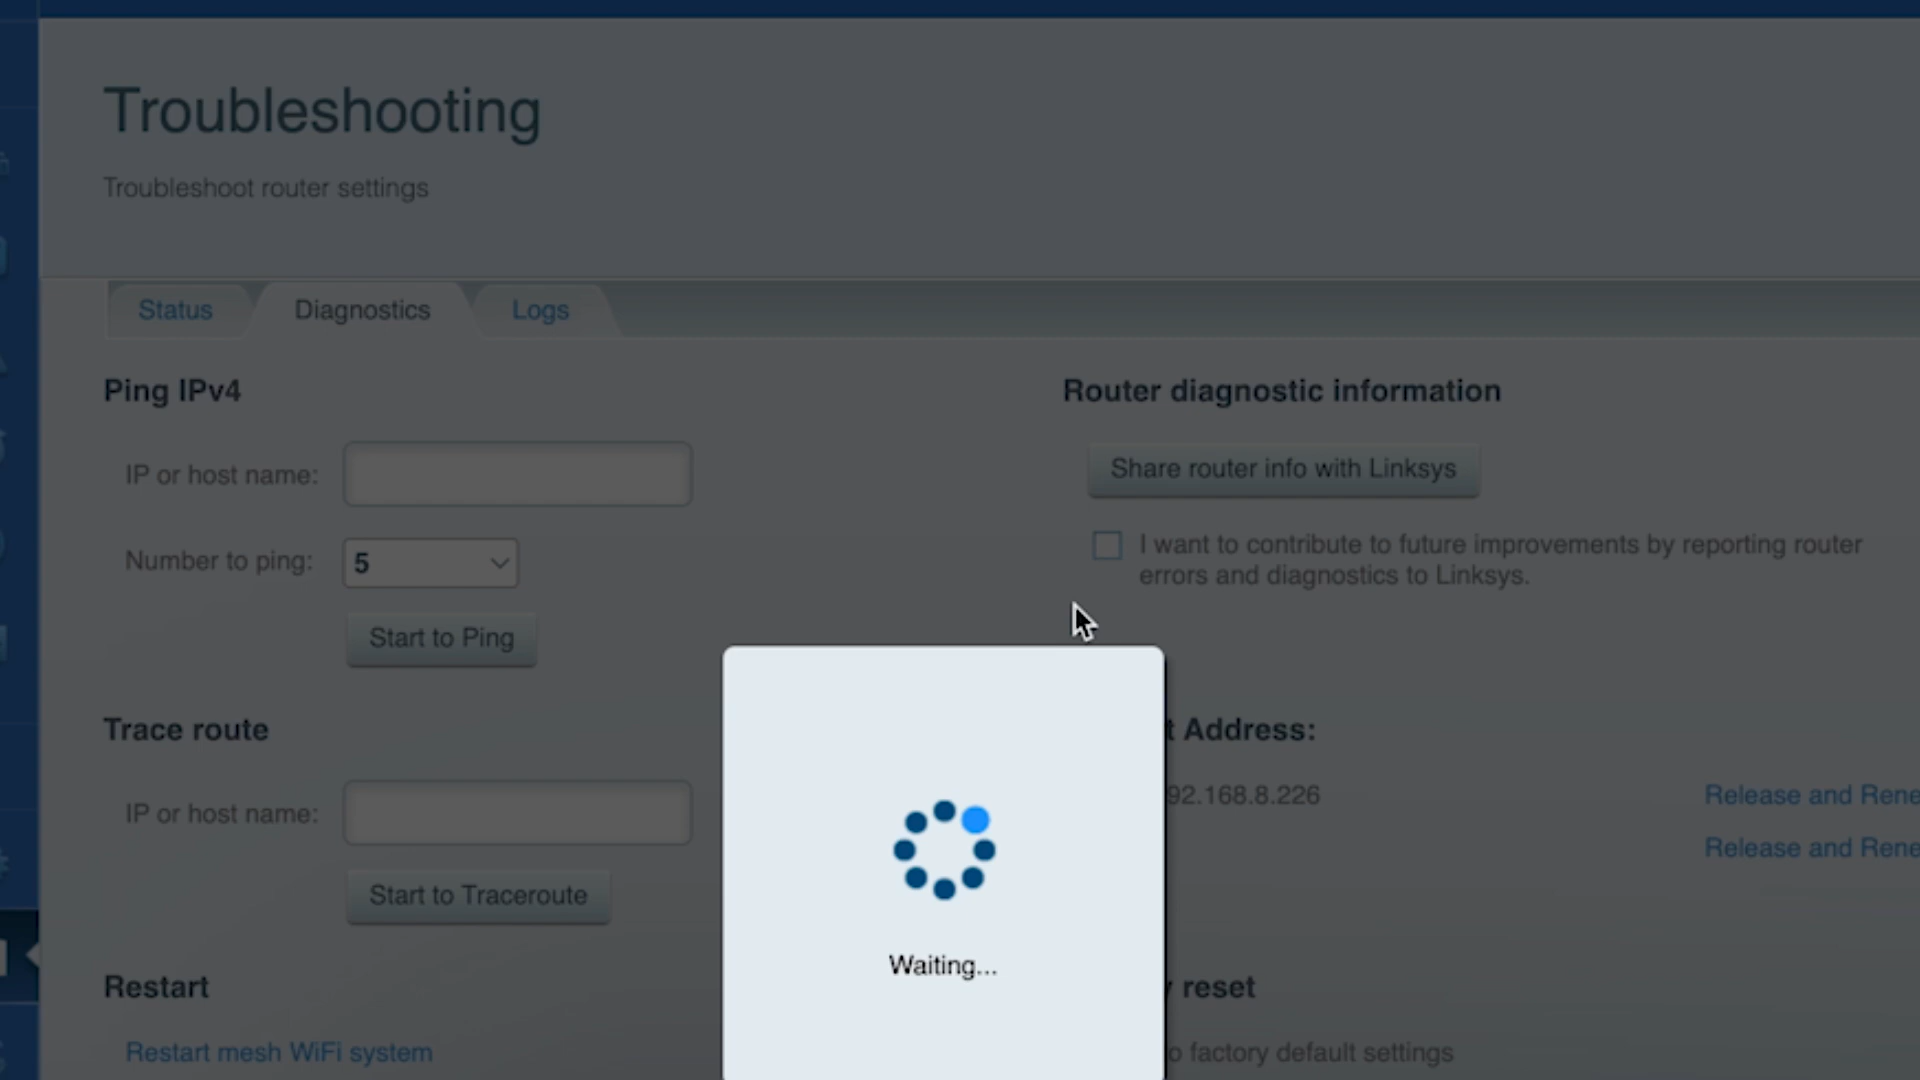 Troubleshooting
Troubleshoot router settings
Status
Diagnostics
Logs
Ping IPv4
IP or host name:
Number to ping:
5
Start to Ping
Trace route
IP or host name:
Start to Traceroute
Restart
Restart mesh WiFi system
Router diagnostic information
Share router info with Linksys
I want to contribute to future improvements by reporting router
errors and diagnostics to Linksys.
Address:
92.168.8.226
Release and Rene
Release and Rene
reset
factory default settings
Waiting...